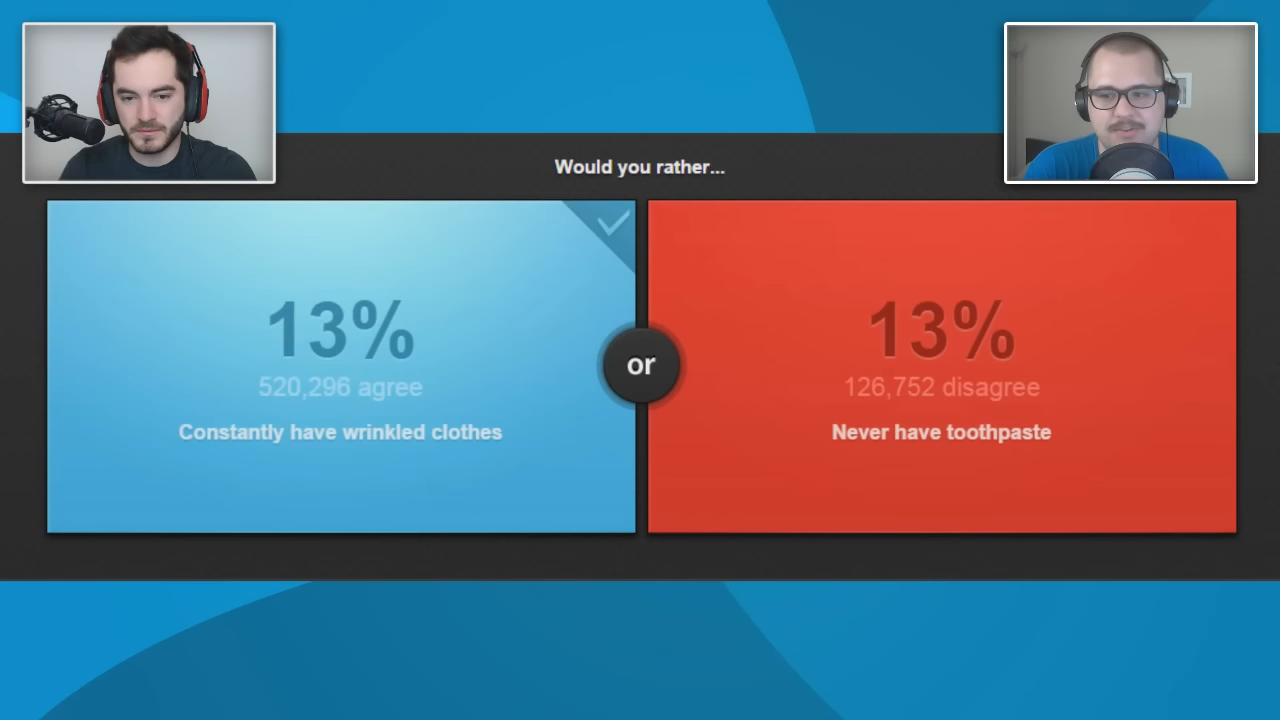 Would you rather...
13%
520,296 agree
Constantly have wrinkled clothes
or
13%
126,752 disagree
Never have toothpaste